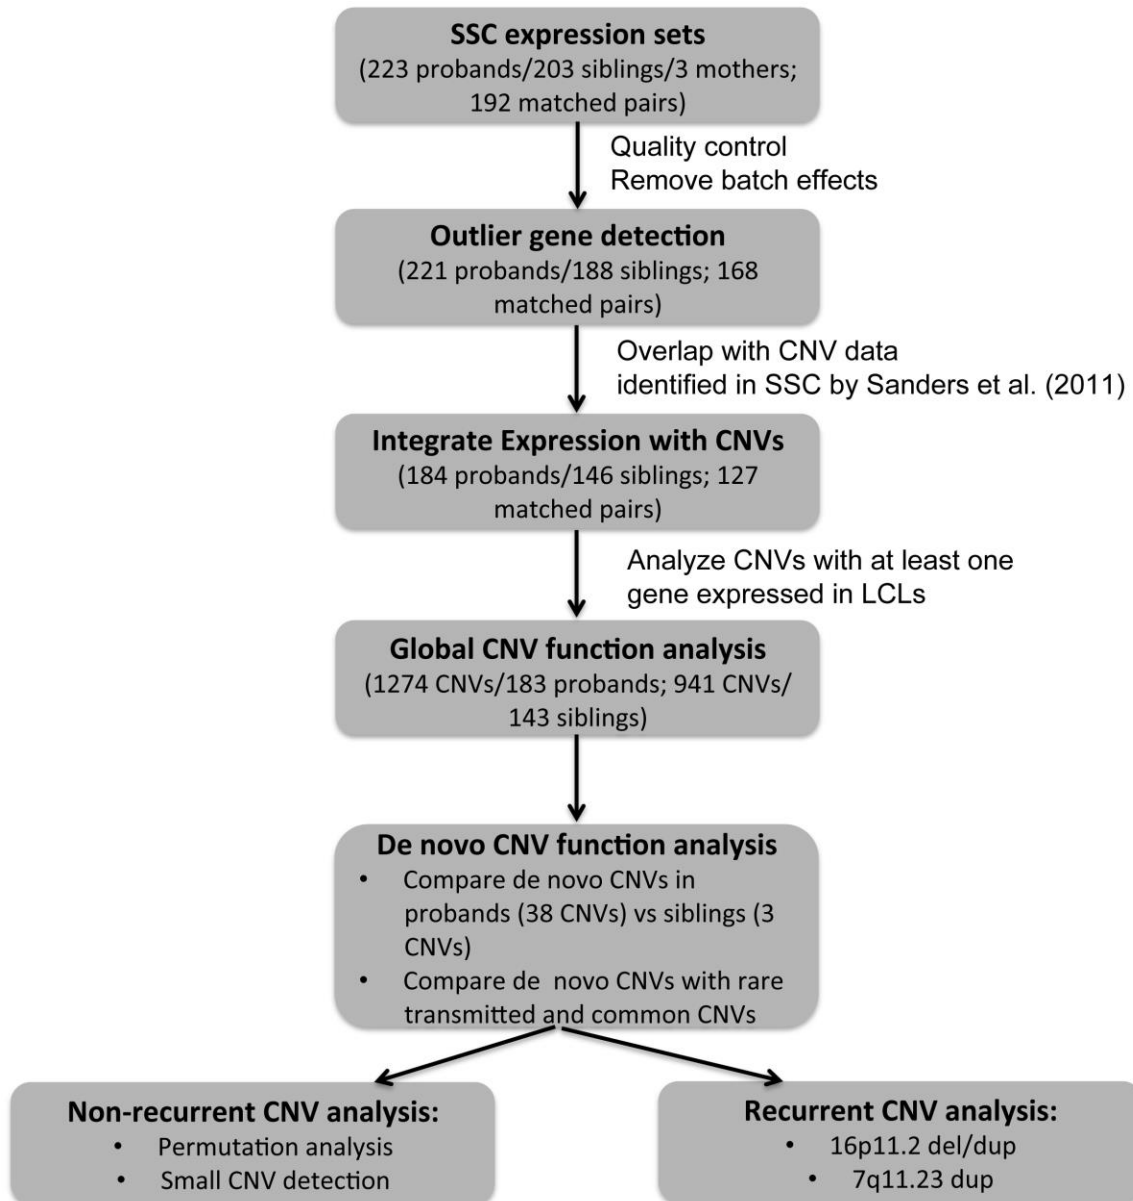 SSC expression sets
(223 probands/203 siblings/3 mothers;
192 matched pairs)
Quality control
Remove batch effects
Outlier gene detection
(221 probands/188 siblings; 168
matched pairs)
Overlap with CNV data
identified in SSC by Sanders et al. (2011)
Integrate Expression with CNVs
(184 probands/146 siblings; 127
matched pairs)
Analyze CNVs with at least one
gene expressed in LCLs
Global CNV function analysis
(1274 CNVs/183 probands; 941 CNVs/
143 siblings)
De novo CNV function analysis
• Compare de novo CNVs in
probands (38 CNVs) vs siblings (3
CNVs)
• Compare de novo CNVs with rare
transmitted and common CNVs
Non-recurrent CNV analysis:
• Permutation analysis
• Small CNV detection
Recurrent CNV analysis:
• 16p11.2 del/dup
• 7q11.23 dup